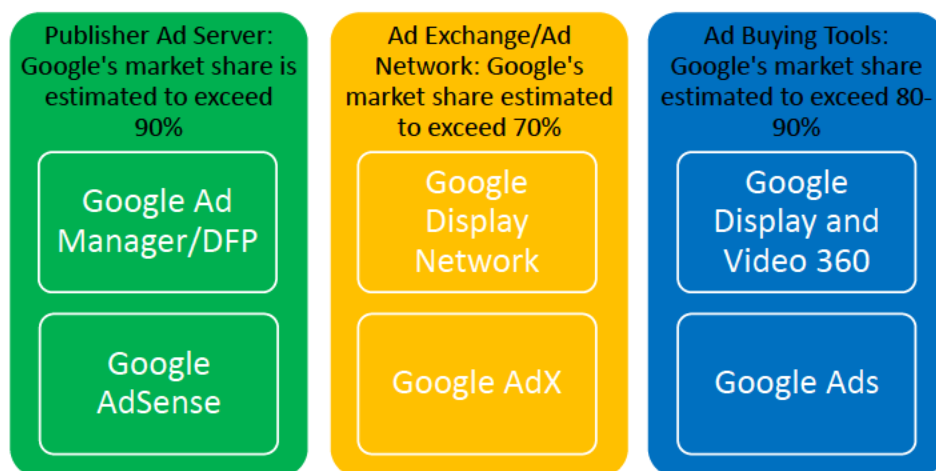 Publisher Ad Server:
Google's market share is
estimated to exceed
90%
Google Ad
Manager/DFP
Google
AdSense
Ad Exchange/Ad
Network: Google's
market share estimated
to exceed 70%
Google
Display
Network
Google AdX
Ad Buying Tools:
Google's market share
estimated to exceed 80-
90%
Google
Display and
Video 360
Google Ads